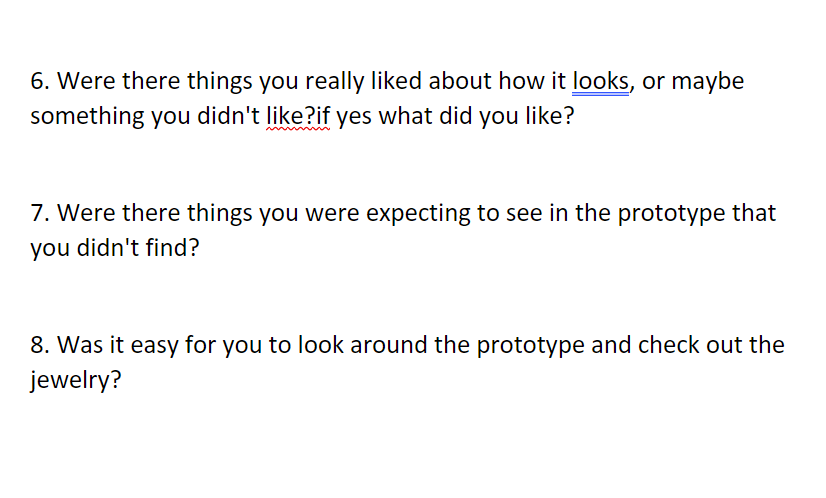 6. Were there things you really liked about how it looks, or maybe
something you didn't like?if yes what did you like?
7. Were there things you were expecting to see in the prototype that
you didn't find?
8. Was it easy for you to look around the prototype and check out the
jewelry?